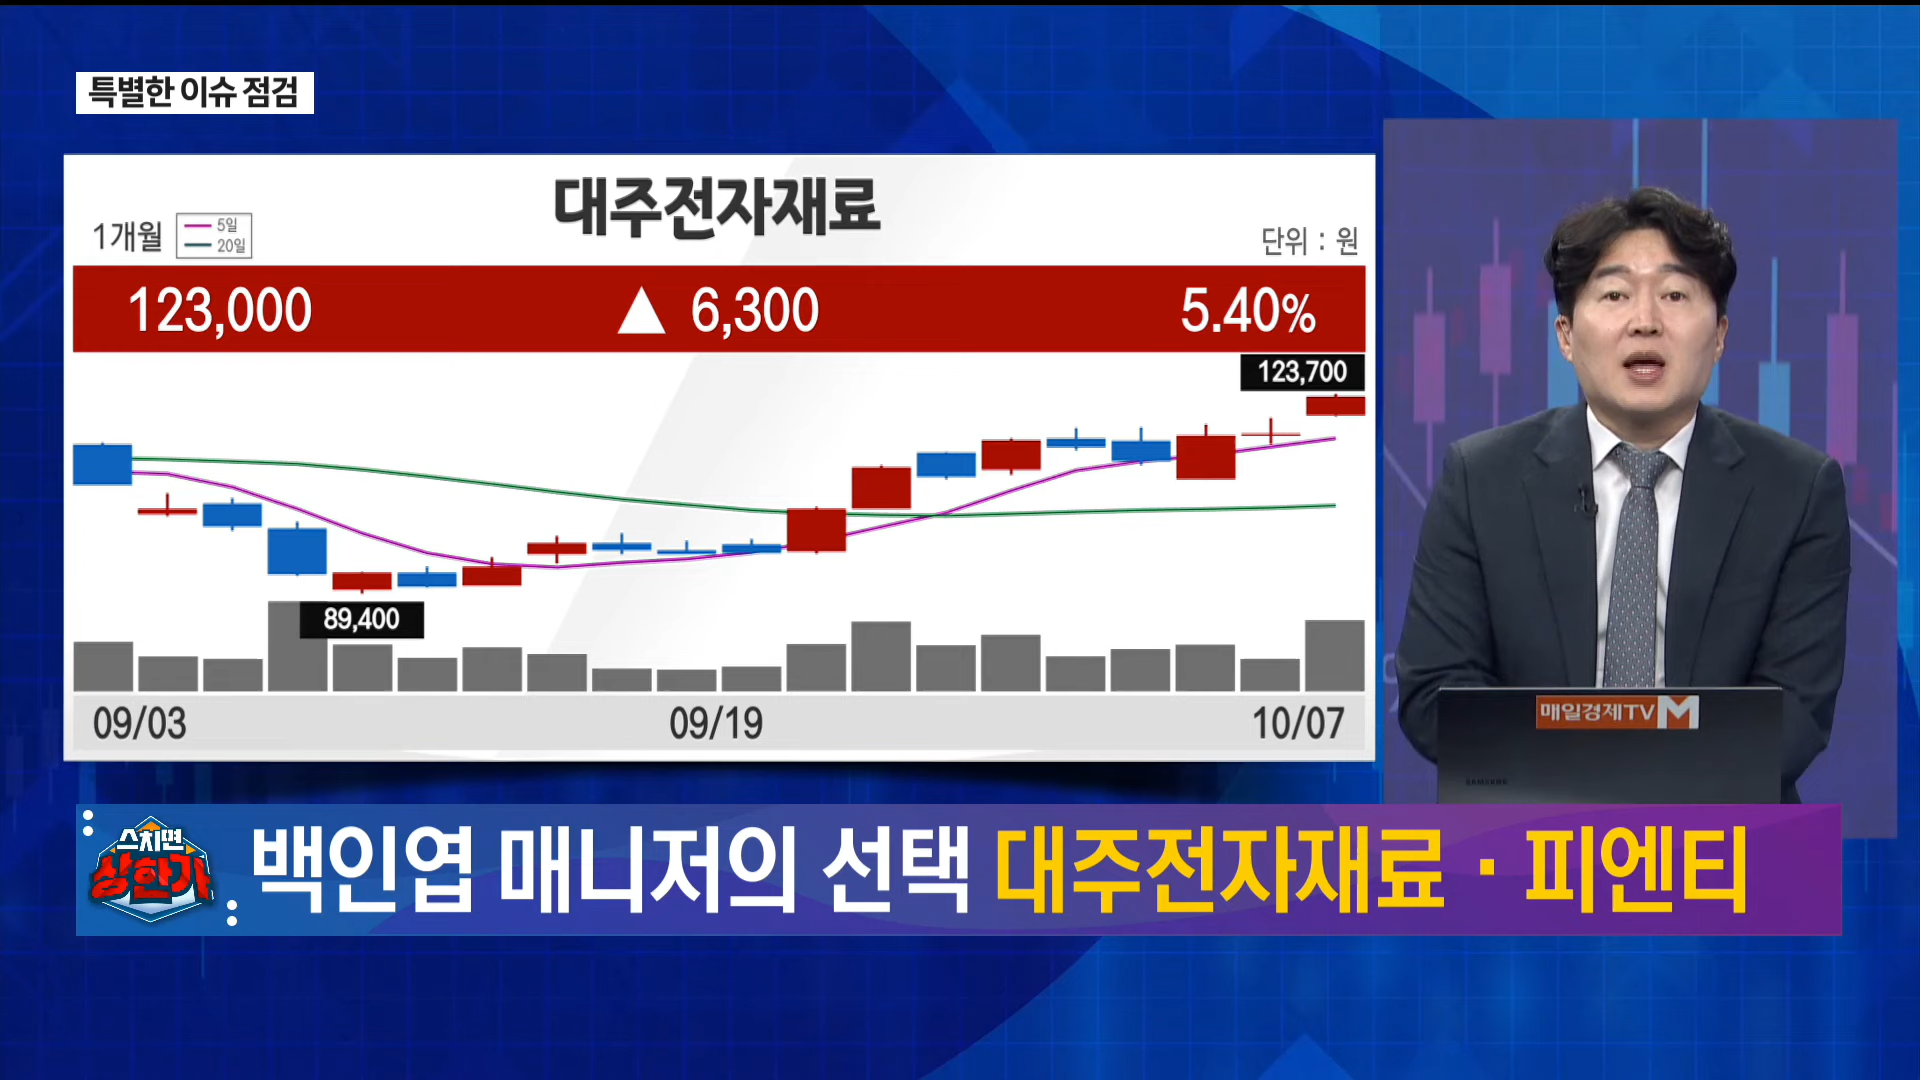 특별한 이슈 점검
대주전자재료
1개월
5일
20일
단위 : 원
123,000 ▲ 6,300 5.40%
123,700
89,400
09/03 09/19 10/07
매일경제TV M
SAMSUNG
스치면
상한가
백인엽 매니저의 선택 대주전자재료 · 피엔티